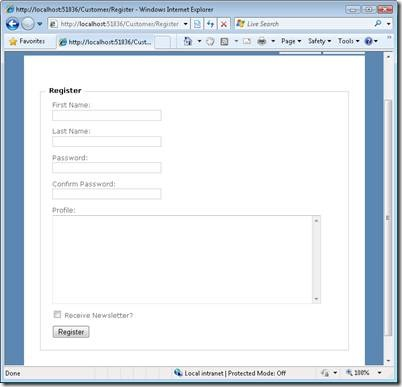 http://localhost:51836/Customer/Register - Windows Internet Explorer
http://localhost:51836/Customer/Register
Live Search
Favorites
http://localhost:51836/Cust...
Page
Safety
Tools
Register
First Name:
Last Name:
Password:
Confirm Password:
Profile:
Receive Newsletter?
Register
Done
Local intranet | Protected Mode: Off
100%